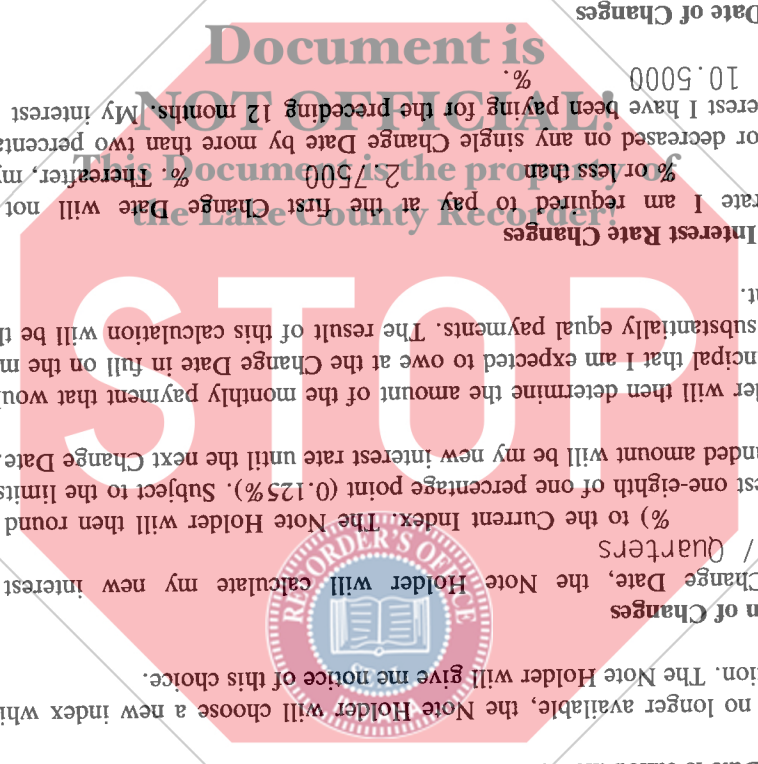 no longer available, the Note Holder will choose a new index whi
tion. The Note Holder will give me notice of this choice.
n of Changes
Change Date, the Note Holder will calculate my new interest
/ Quarters
%) to the Current Index. The Note Holder will then round
est one-eighth of one percentage point (0.125%). Subject to the limits
nded amount will be my new interest rate until the next Change Date.
der will then determine the amount of the monthly payment that wou
ncipal that I am expected to owe at the Change Date in full on the m
substantially equal payments. The result of this calculation will be th
nt.
Interest Rate Changes
rate I am required to pay at the first Change Date will not
% or less than 2.7500 %. Thereafter, my
or decreased on any single Change Date by more than two percenta
erest I have been paying for the preceding 12 months. My interest
10.5000 %.
Date of Changes
Document is
NOT OFFICIAL!
This Document is the property of
the Lake County Recorder!
STOP
RECORDER'S OFFICE
SEAL
INDIANA